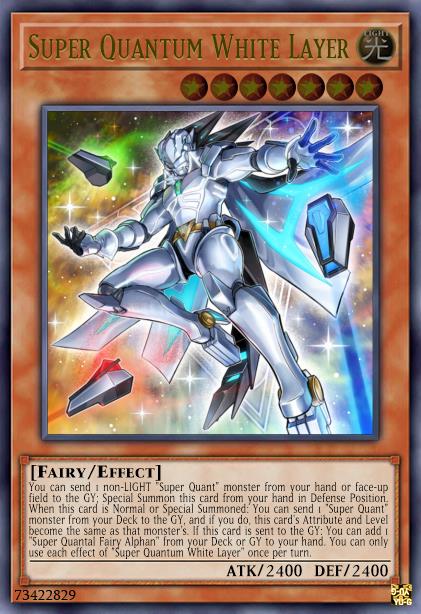 SUPER QUANTUM WHITE LAYER
LIGHT
光
[FAIRY/EFFECT]
You can send 1 non-LIGHT "Super Quant" monster from your hand or face-up
field to the GY; Special Summon this card from your hand in Defense Position.
When this card is Normal or Special Summoned: You can send 1 "Super Quant"
monster from your Deck to the GY, and if you do, this card's Attribute and Level
become the same as that monster's. If this card is sent to the GY: You can add 1
"Super Quantal Fairy Alphan" from your Deck or GY to your hand. You can only
use each effect of "Super Quantum White Layer" once per turn.
ATK/2400 DEF/2400
73422829